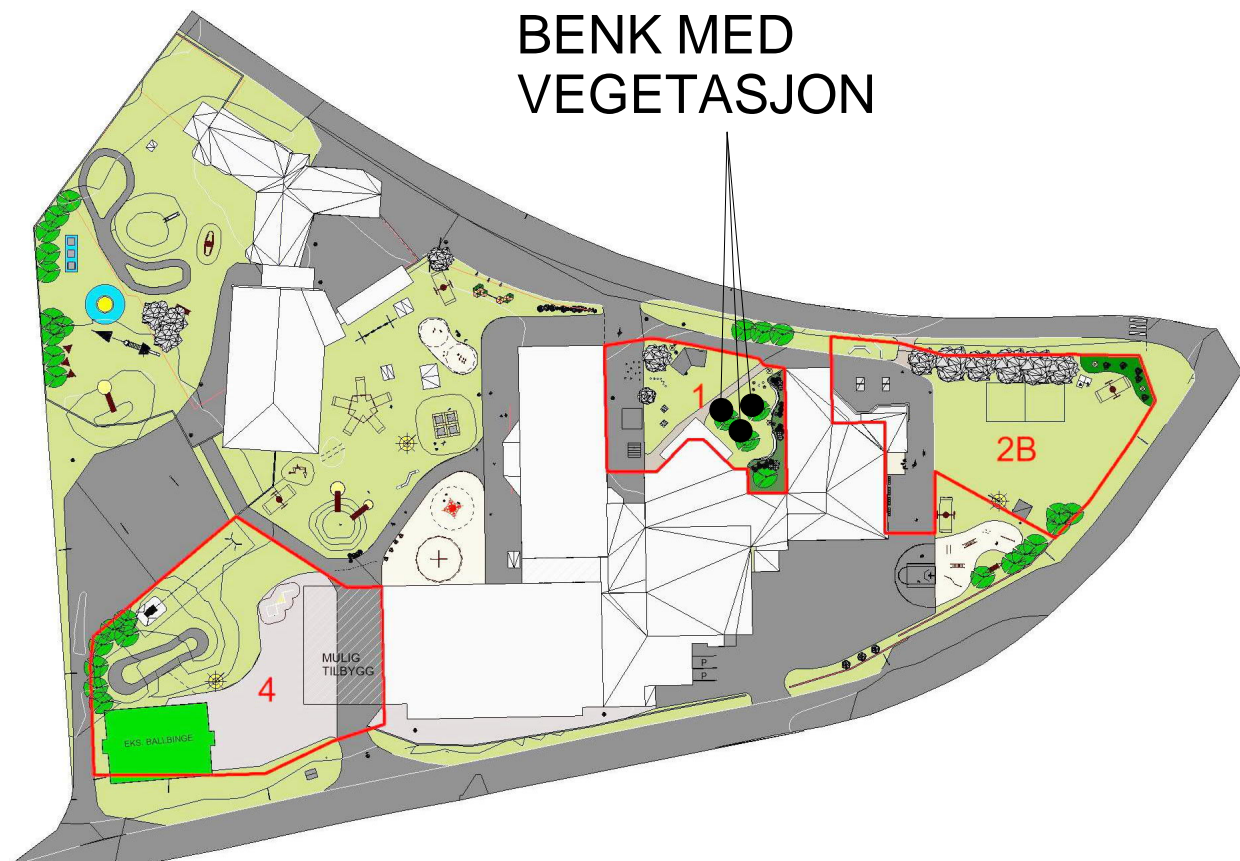 BENK MED
VEGETASJON
1
2B
MULIG
TILBYGG
4
P
P
EKS. BALLBINGE